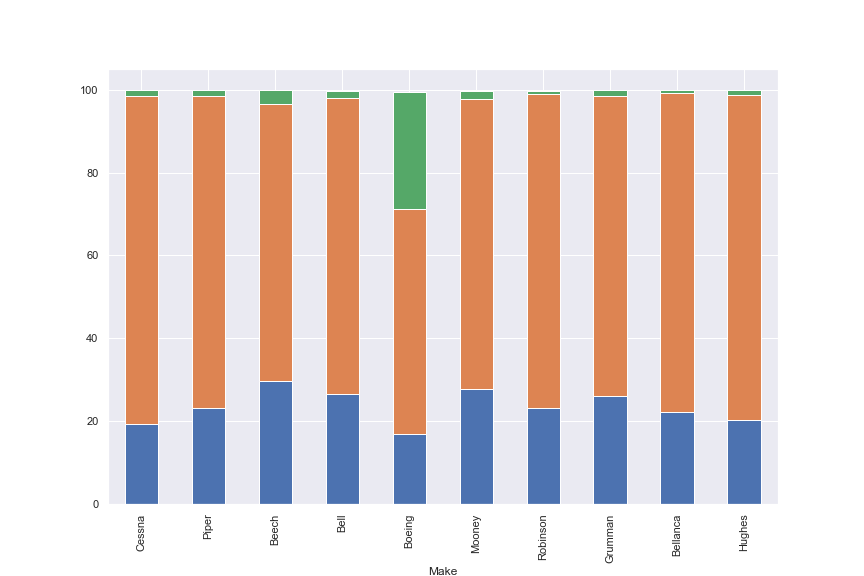 100
80
60
40
20
0
Cessna
Piper
Beech
Bell
Boeing
Mooney
Robinson
Grumman
Bellanca
Hughes
Make